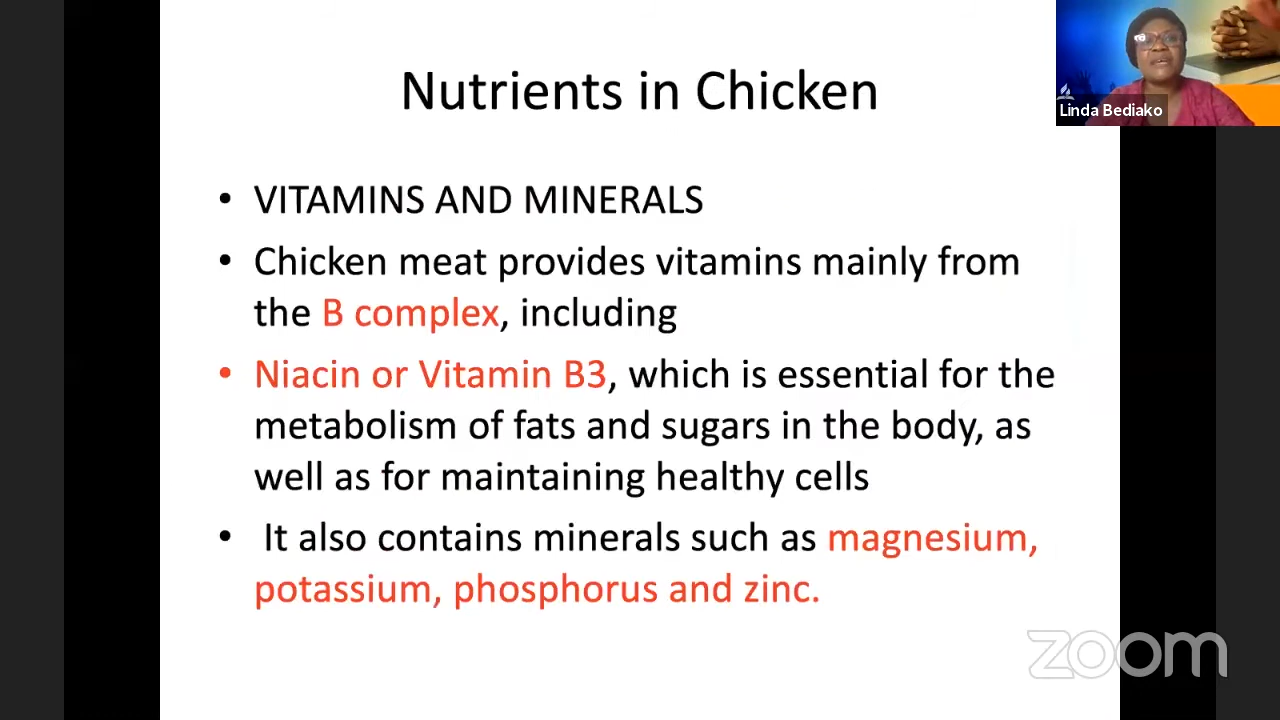 Nutrients in Chicken
Linda Bediako
• VITAMINS AND MINERALS
• Chicken meat provides vitamins mainly from
the B complex, including
• Niacin or Vitamin B3, which is essential for the
metabolism of fats and sugars in the body, as
well as for maintaining healthy cells
• It also contains minerals such as magnesium,
potassium, phosphorus and zinc.
zoom